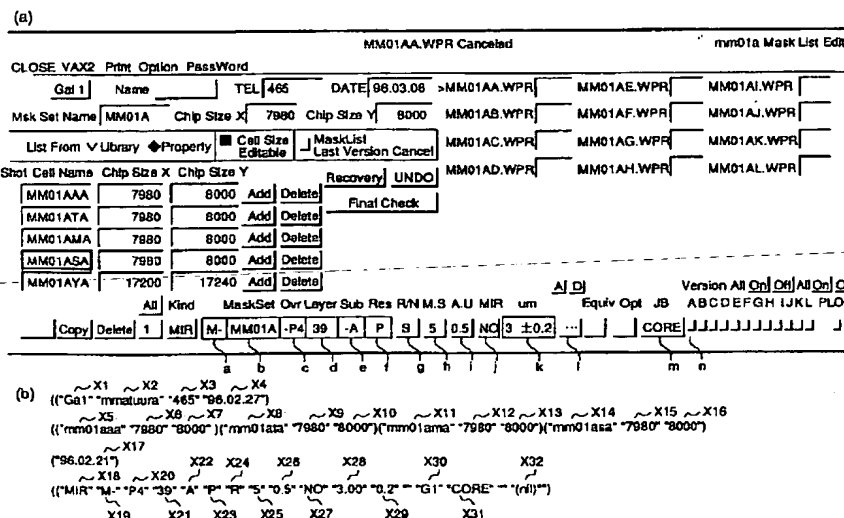 (a)
MM01AA.WPR Canceled mm01a Mask List Edit
CLOSE VAX2 Print Option PassWord
Gal 1 Name TEL 465 DATE 96.03.06 >MM01AA.WPR MM01AE.WPR MM01AI.WPR
Msk Set Name MM01A Chip Size X 7980 Chip Size Y 8000 MM01AB.WPR MM01AF.WPR MM01AJ.WPR
List From Library Property Cell Size Editable MaskList Last Version Cancel MM01AC.WPR MM01AG.WPR MM01AK.WPR
MM01AD.WPR MM01AH.WPR MM01AL.WPR
Shot Cell Name Chip Size X Chip Size Y Recovery UNDO
MM01AAA 7980 8000 Add Delete
Final Check
MM01ATA 7980 8000 Add Delete
MM01AMA 7980 8000 Add Delete
MM01ASA 7980 8000 Add Delete
MM01AYA 17200 17240 Add Delete
A D Version All On Off All On
All Kind MaskSet Ovr Layer Sub Res R/N M.S A.U MIR um Equiv Opt JB ABCDEFGH IJKL PLO
Copy Delete 1 MIR M- MM01A -P4 39 -A P S 5 0.5 NO 3 ±0.2 ... CORE
a b c d e f g h i j k l m n
(b)
X1 X2 X3 X4
(("Ga1" "mmatuura" "465" "96.02.27")
X5 X6 X7 X8 X9 X10 X11 X12 X13 X14 X15 X16
(("mm01aaa" "7980" "8000" )("mm01ata" "7980" "8000")("mm01ama" "7980" "8000")("mm01asa" "7980" "8000")
X17
("96.02.21")
X18 X20 X22 X24 X26 X28 X30 X32
(("MIR" "M-" "P4" "39" "A" "P" "R" "5" "0.5" "NO" "3.00" "0.2" "" "G1" "CORE" "" "(nil)"")
X19 X21 X23 X25 X27 X29 X31